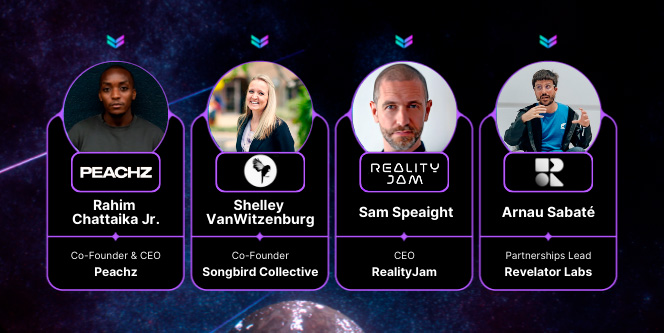 PEACHZ
Rahim
Chattaika Jr.
Co-Founder & CEO
Peachz
Shelley
VanWitzenburg
Co-Founder
Songbird Collective
REALITY
JAM
Sam Speaight
CEO
RealityJam
Arnau Sabaté
Partnerships Lead
Revelator Labs